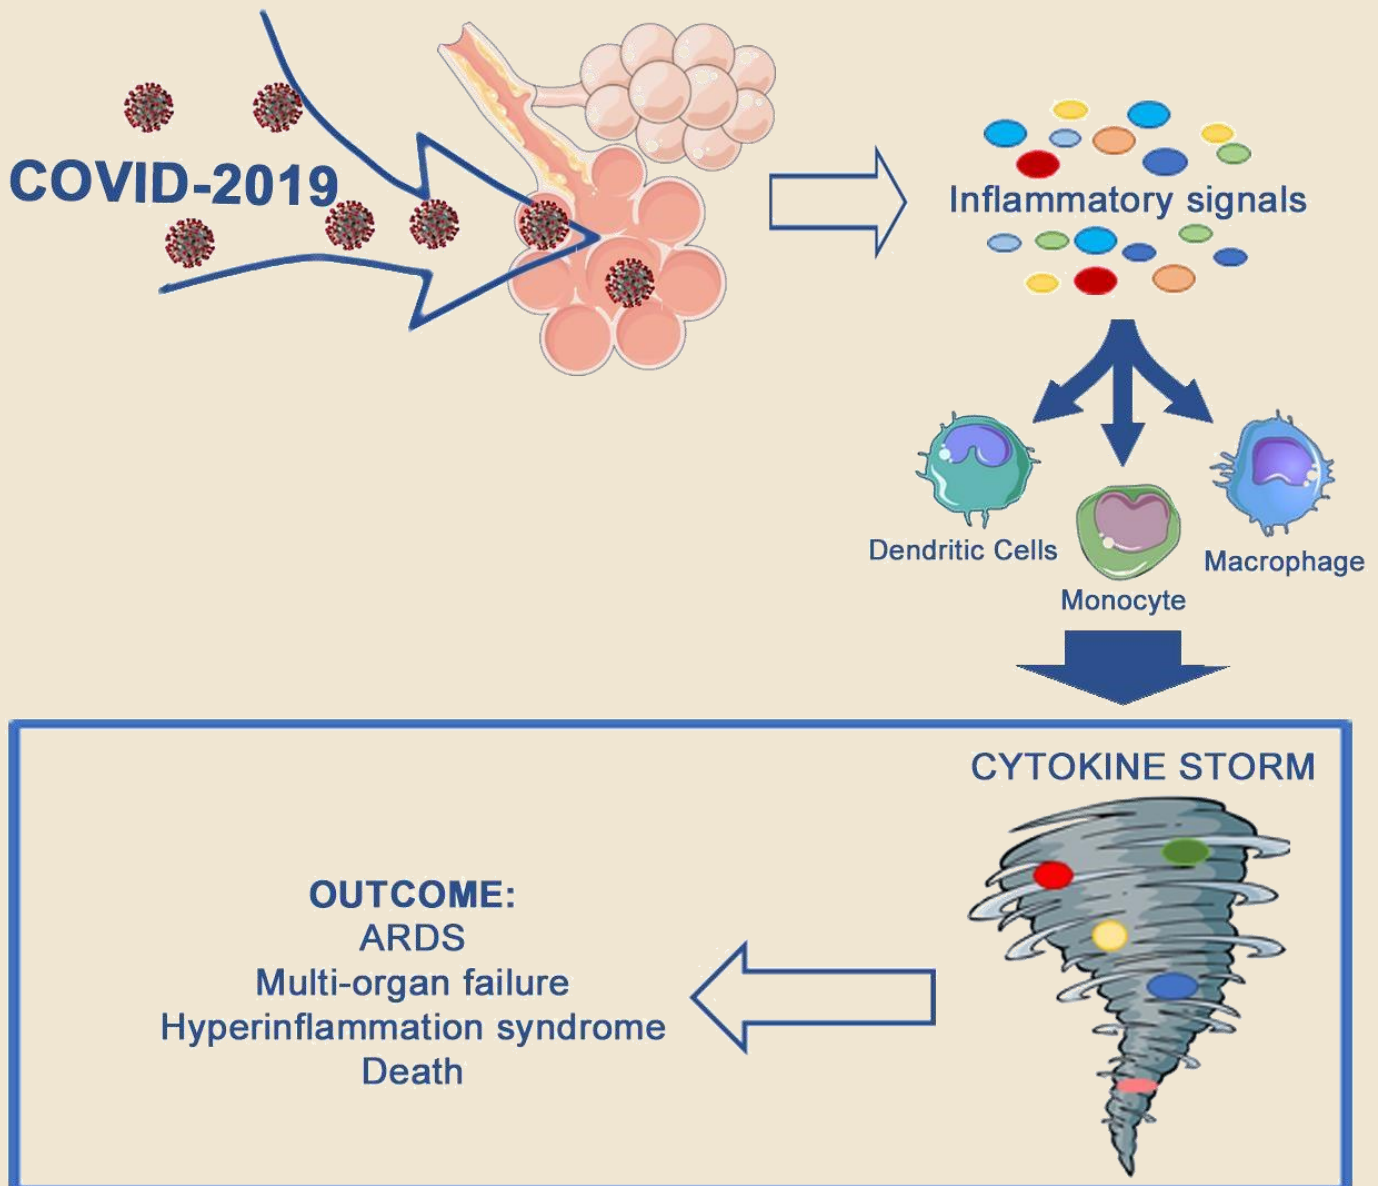 COVID-2019
Inflammatory signals
Dendritic Cells
Monocyte
Macrophage
CYTOKINE STORM
OUTCOME:
ARDS
Multi-organ failure
Hyperinflammation syndrome
Death